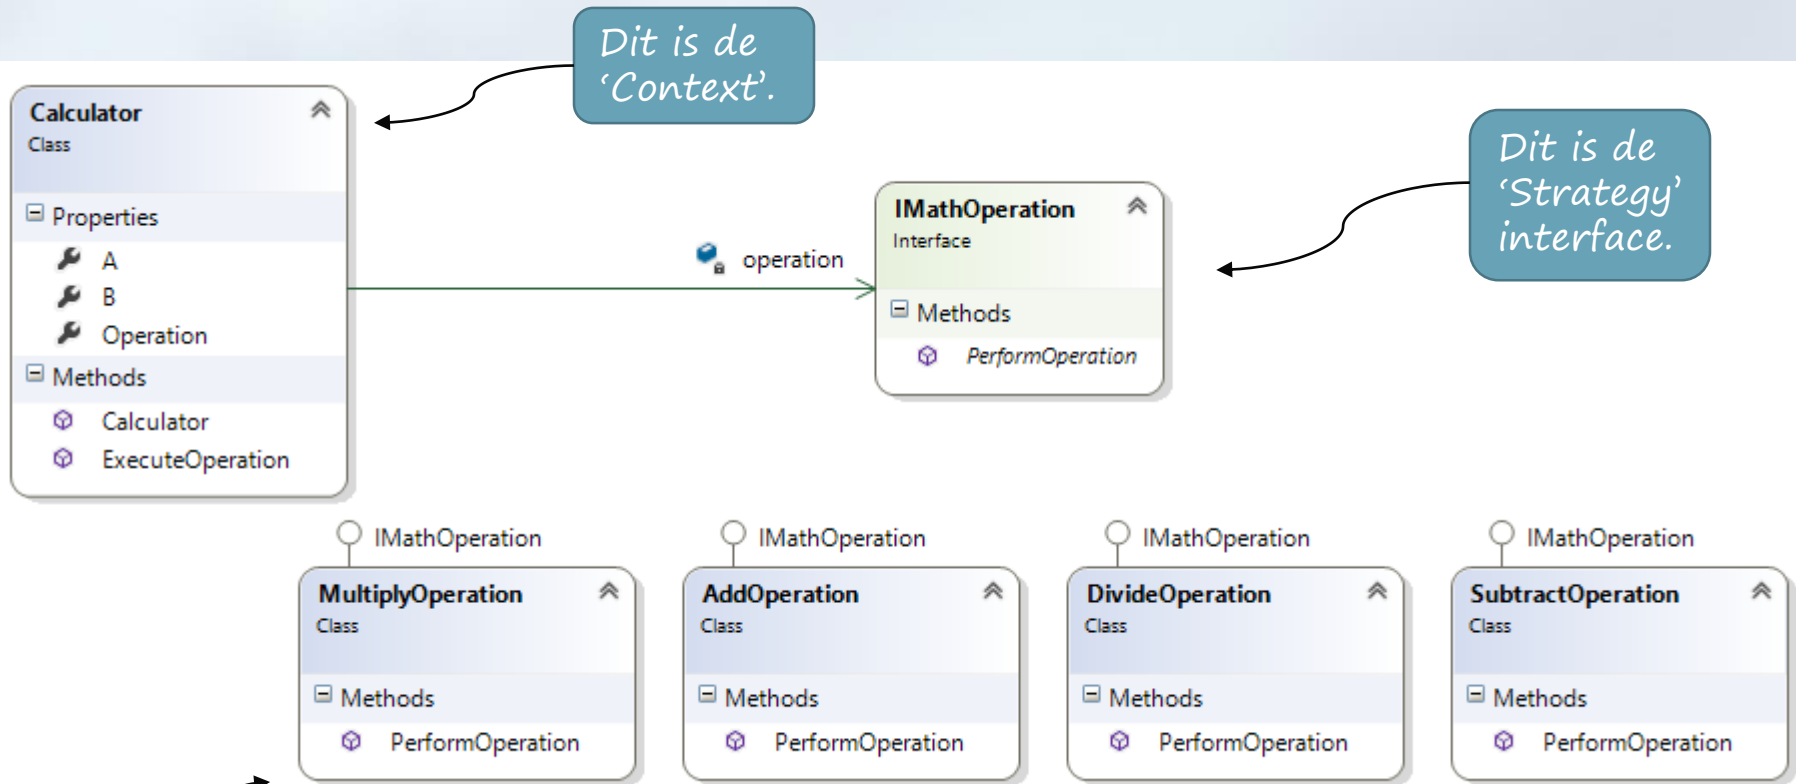 Dit is de
‘Context’.
Calculator
Class
Properties
A
B
Operation
Methods
Calculator
ExecuteOperation
operation
IMathOperation
Interface
Methods
PerformOperation
Dit is de
‘Strategy’
interface.
IMathOperation
MultiplyOperation
Class
Methods
PerformOperation
IMathOperation
AddOperation
Class
Methods
PerformOperation
IMathOperation
DivideOperation
Class
Methods
PerformOperation
IMathOperation
SubtractOperation
Class
Methods
PerformOperation